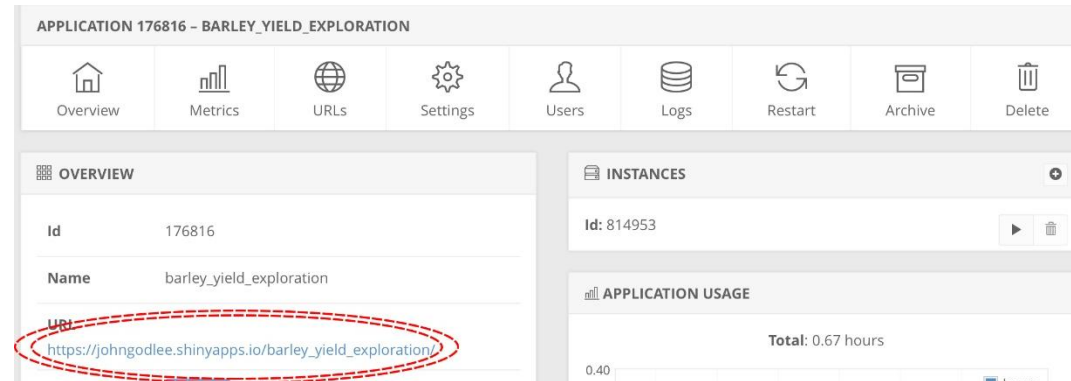 APPLICATION 176816 – BARLEY_YIELD_EXPLORATION
Overview
Metrics
URLs
Settings
Users
Logs
Restart
Archive
Delete
OVERVIEW
Id 176816
Name barley_yield_exploration
URL
https://johngodlee.shinyapps.io/barley_yield_exploration/
INSTANCES
Id: 814953
APPLICATION USAGE
Total: 0.67 hours
0.40